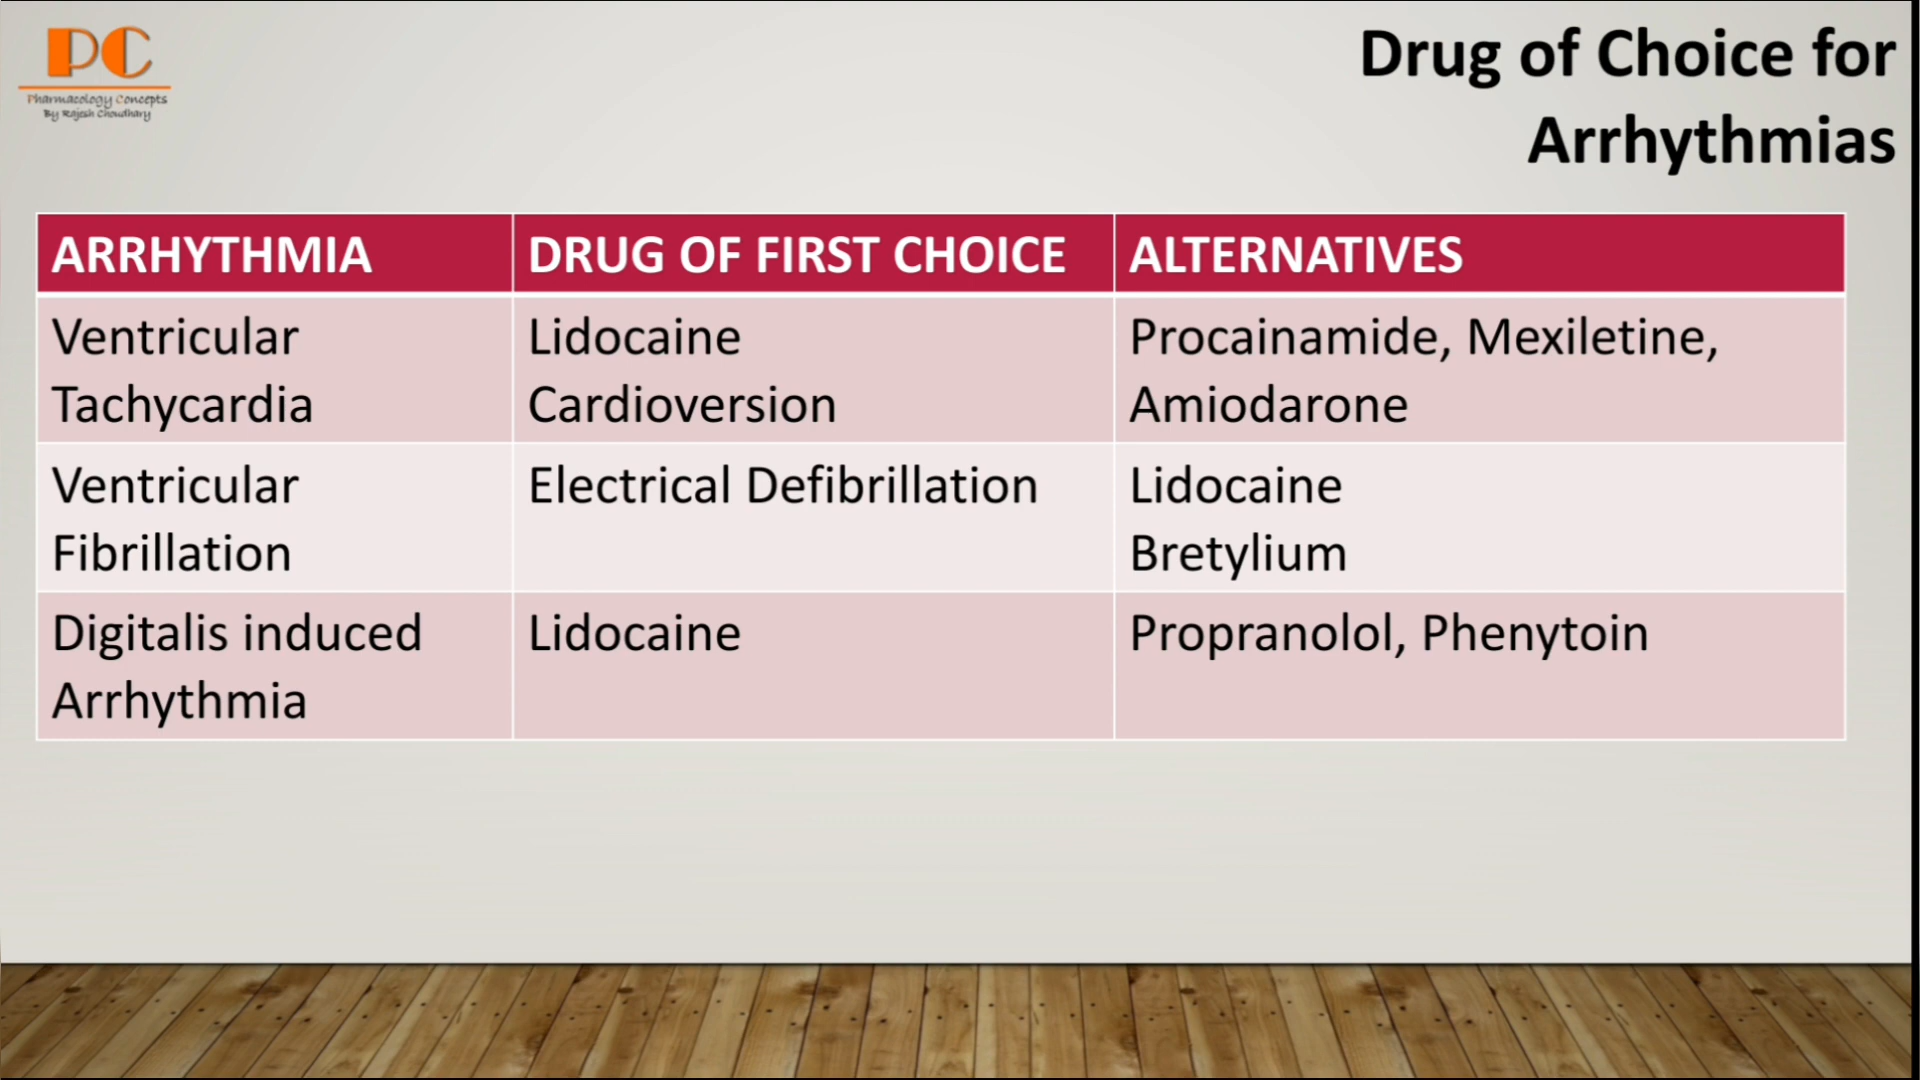 PC
Pharmacology Concepts
By Rajesh Choudhary
Drug of Choice for
Arrhythmias
ARRHYTHMIA DRUG OF FIRST CHOICE ALTERNATIVES
Ventricular
Tachycardia
Lidocaine
Cardioversion
Procainamide, Mexiletine,
Amiodarone
Ventricular
Fibrillation
Electrical Defibrillation
Lidocaine
Bretylium
Digitalis induced
Arrhythmia
Lidocaine
Propranolol, Phenytoin